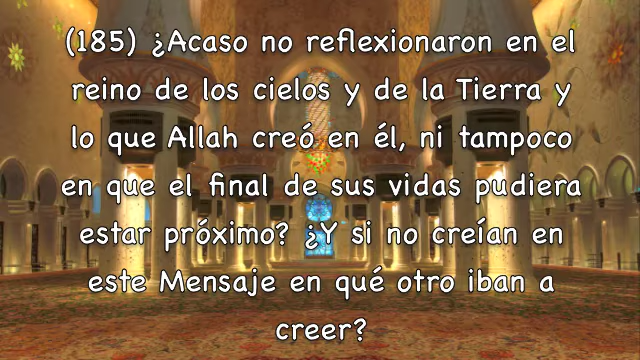 (185) ¿Acaso no reflexionaron en el
reino de los cielos y de la Tierra y
lo que Allah creó en él, ni tampoco
en que el final de sus vidas pudiera
estar próximo? ¿Y si no creían en
este Mensaje en qué otro iban a
creer?